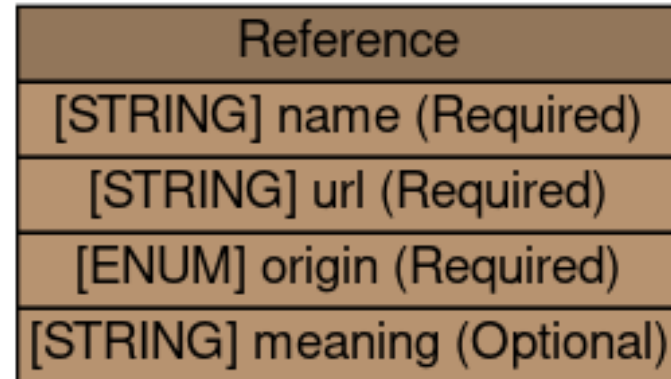 Reference
[STRING] name (Required)
[STRING] url (Required)
[ENUM] origin (Required)
[STRING] meaning (Optional)